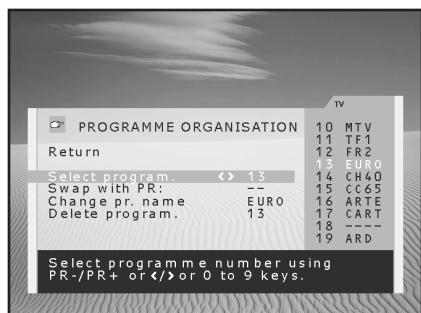 TV
PROGRAMME ORGANISATION
Return
Select program. <> 13
Swap with PR: --
Change pr. name EURO
Delete program. 13
10 MTV
11 TF1
12 FR2
13 EURO
14 CH40
15 CC65
16 ARTE
17 CART
18 ----
19 ARD
Select programme number using
PR-/PR+ or </> or 0 to 9 keys.